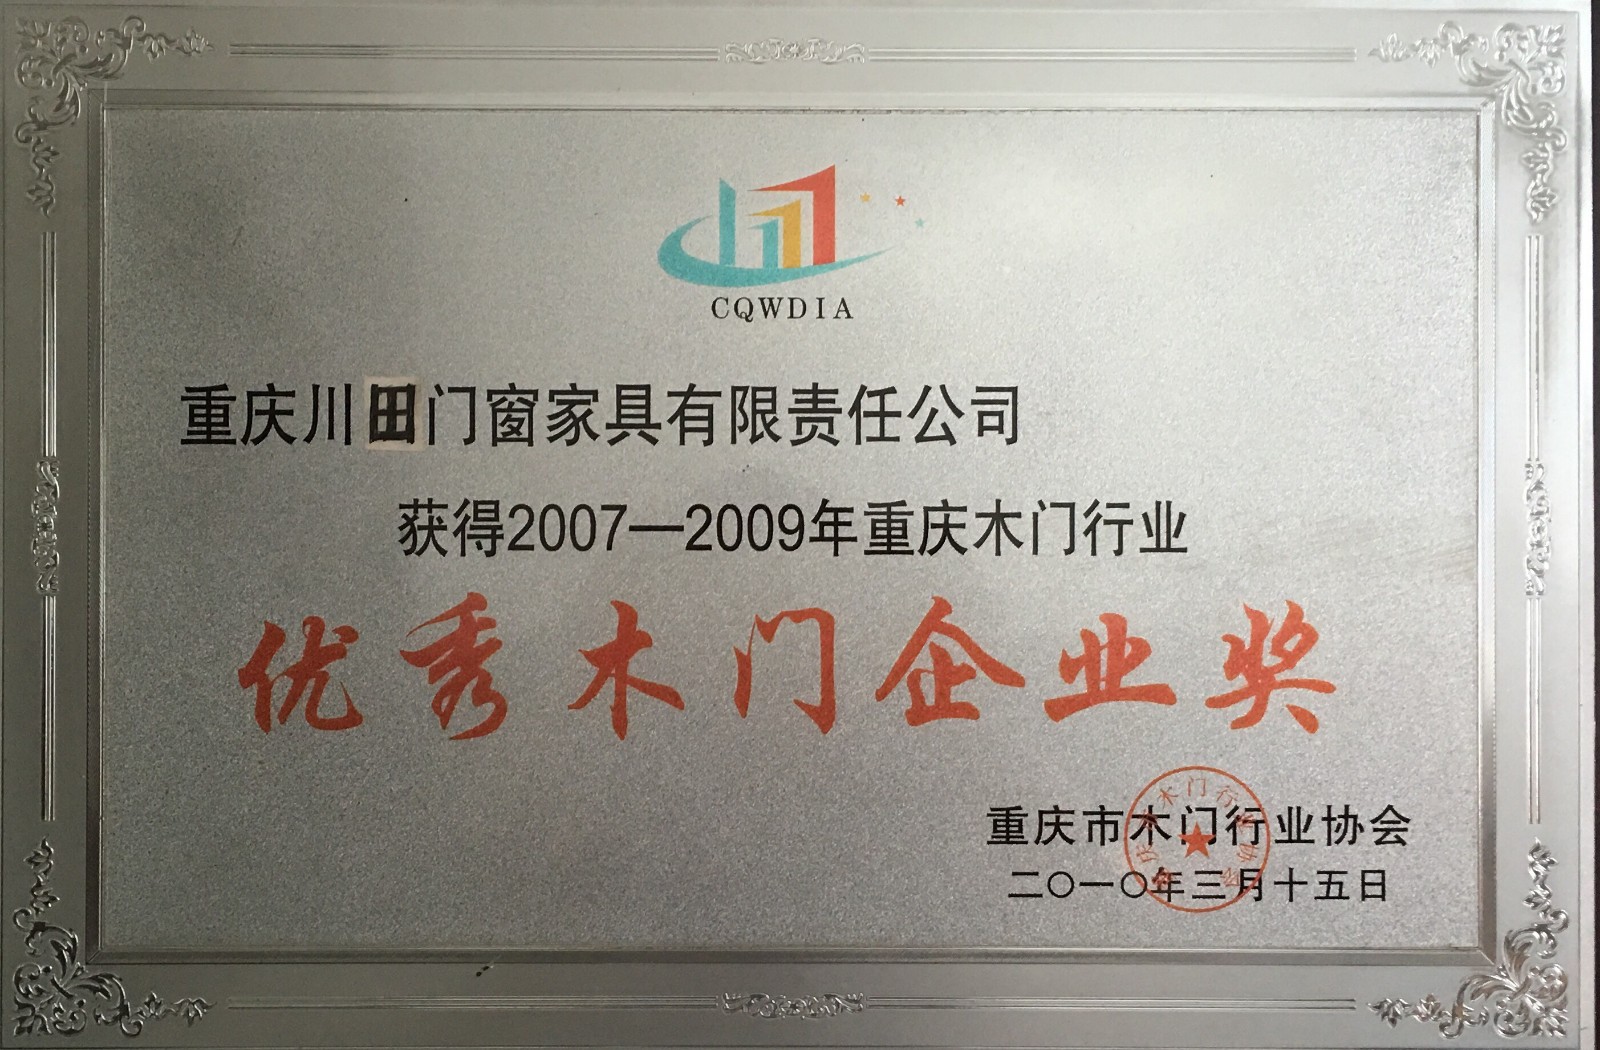 CQWDIA
重庆川田门窗家具有限责任公司
获得2007—2009年重庆木门行业
优秀木门企业奖
重庆市木门行业协会
二〇一〇年三月十五日